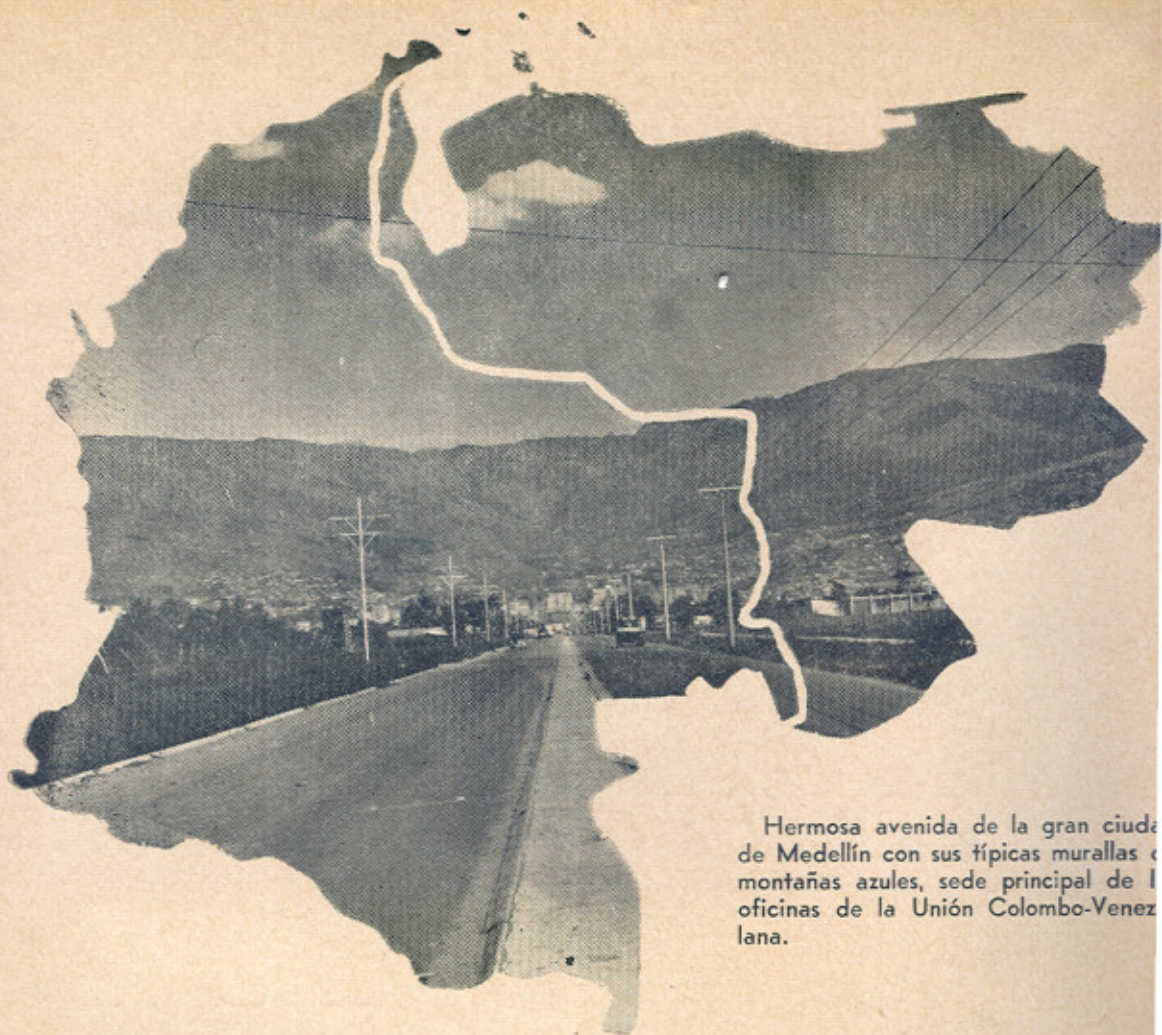 Hermosa avenida de la gran ciuda
de Medellín con sus típicas murallas
montañas azules, sede principal de
oficinas de la Unión Colombo-Venez
lana.